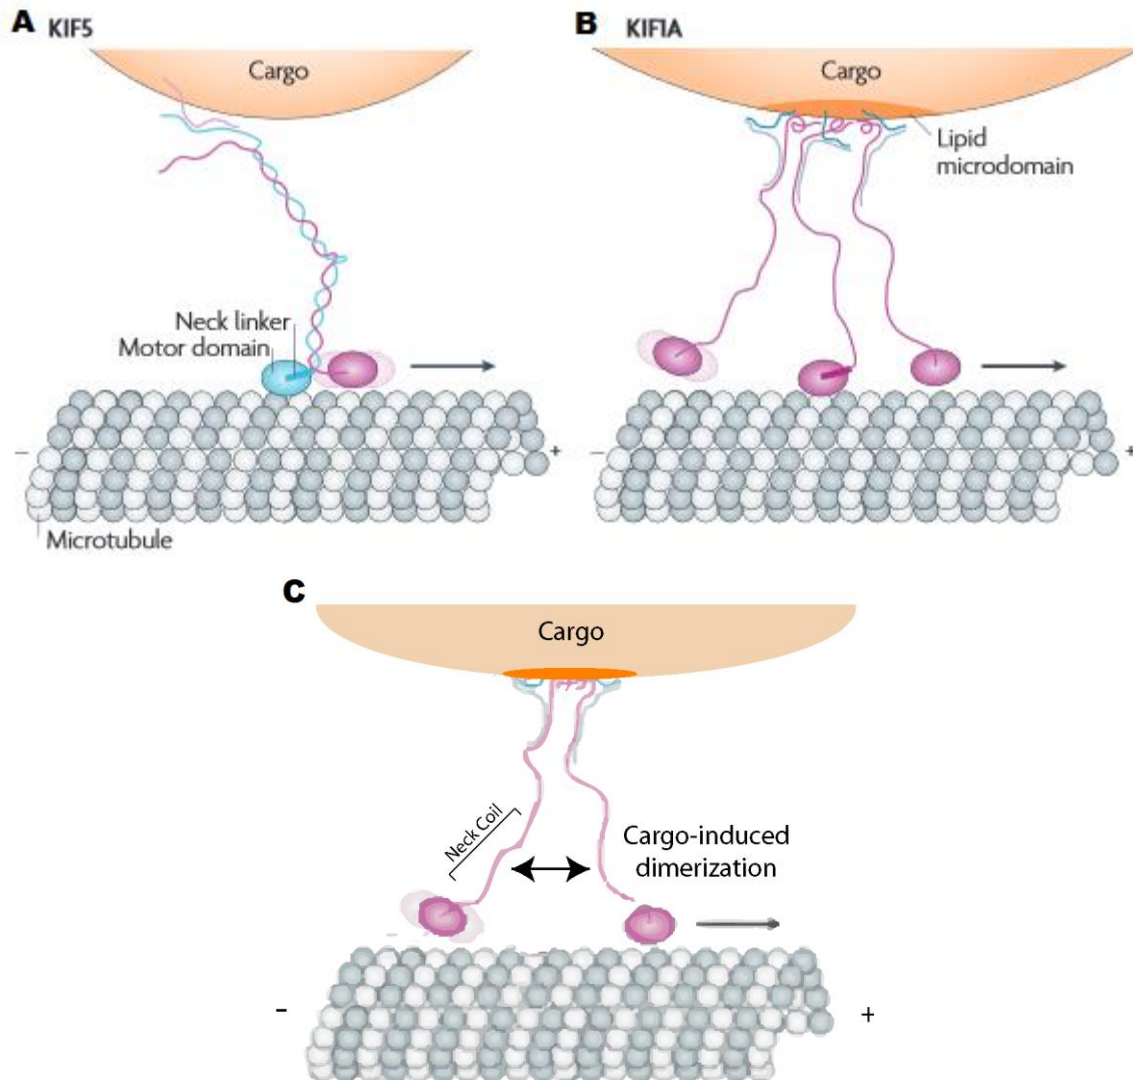 A KIF5
Cargo
Neck linker
Motor domain
–
+
Microtubule
B KIF1A
Cargo
Lipid
microdomain
–
+
C
Cargo
Neck Coil
Cargo-induced
dimerization
-
+